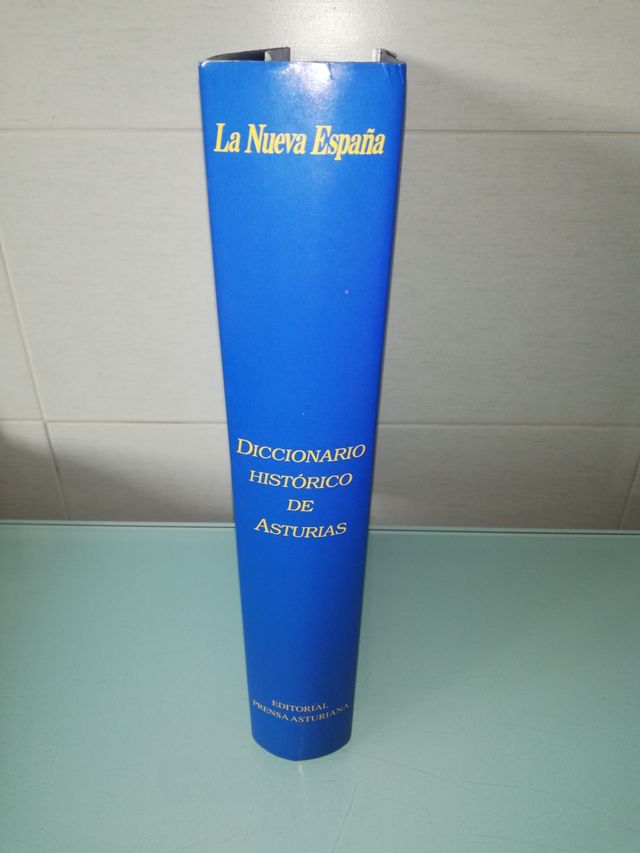 La Nueva España
DICCIONARIO
HISTÓRICO
DE
ASTURIAS
EDITORIAL
PRENSA ASTURIANA